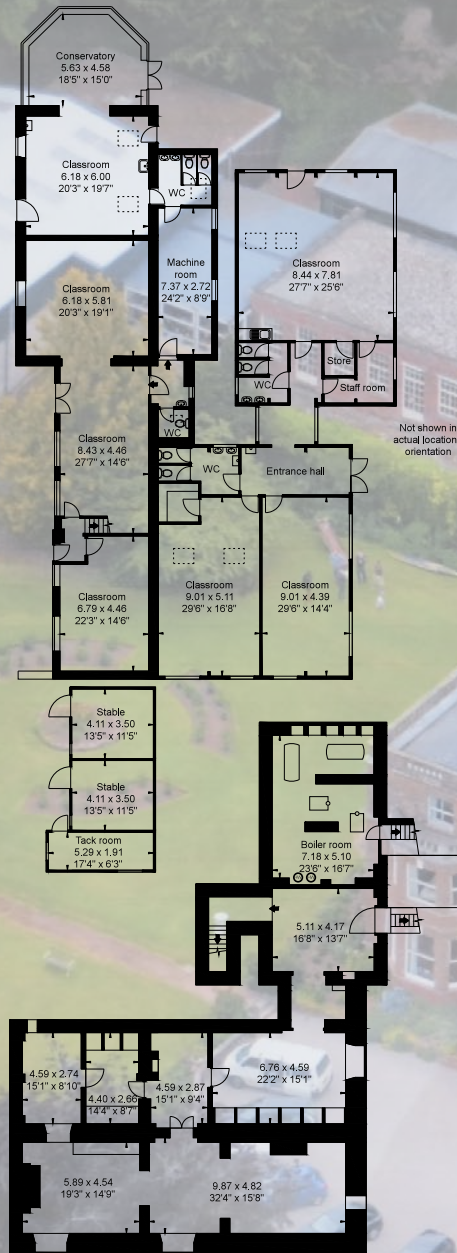 Conservatory
5.63 x 4.58
18'5" x 15'0"
Classroom
6.18 x 6.00
20'3" x 19'7"
WC
Classroom
6.18 x 5.81
20'3" x 19'1"
Machine
room
7.37 x 2.72
24'2" x 8'9"
Classroom
8.44 x 7.81
27'7" x 25'6"
Store
WC
Staff room
WC
Classroom
8.43 x 4.46
27'7" x 14'6"
Not shown in
actual location
orientation
WC
Entrance hall
Classroom
6.79 x 4.46
22'3" x 14'6"
Classroom
9.01 x 5.11
29'6" x 16'8"
Classroom
9.01 x 4.39
29'6" x 14'4"
Stable
4.11 x 3.50
13'5" x 11'5"
Stable
4.11 x 3.50
13'5" x 11'5"
Tack room
5.29 x 1.91
17'4" x 6'3"
Boiler room
7.18 x 5.10
23'6" x 16'7"
5.11 x 4.17
16'8" x 13'7"
4.59 x 2.74
15'1" x 8'10"
4.40 x 2.66
14'4" x 8'7"
4.59 x 2.87
15'1" x 9'4"
6.76 x 4.59
22'2" x 15'1"
5.89 x 4.54
19'3" x 14'9"
9.87 x 4.82
32'4" x 15'8"